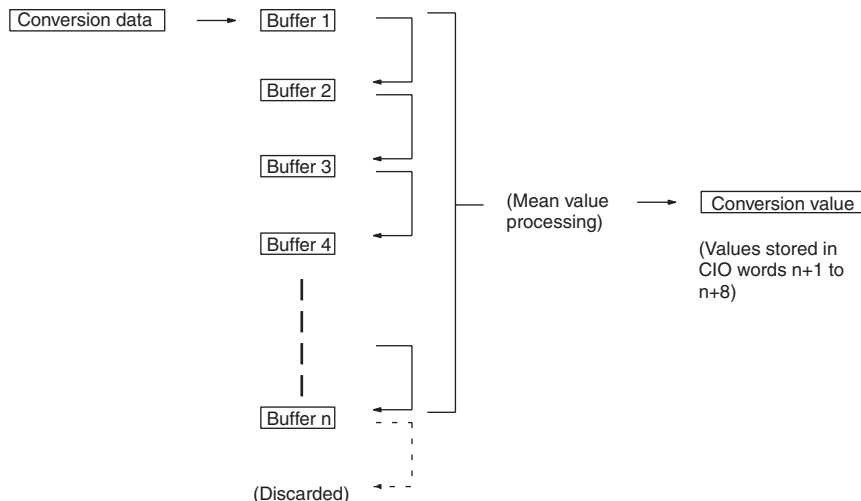 Conversion data
Buffer 1
Buffer 2
Buffer 3
Buffer 4
Buffer n
(Discarded)
(Mean value
processing)
Conversion value
(Values stored in
CIO words n+1 to
n+8)